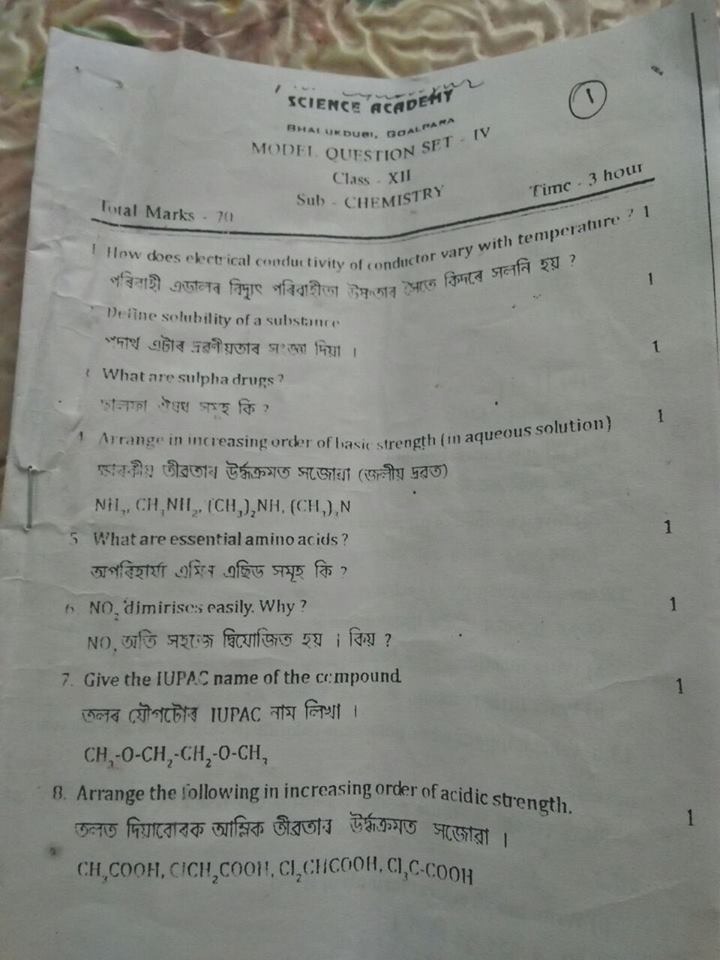 SCIENCE ACADEMY
1
BHALUKDUBI, GOALPARA
MODEL QUESTION SET - IV
Class - XII
Total Marks - 70
Sub - CHEMISTRY
Time - 3 hour
1 How does electrical conductivity of conductor vary with temperature ? 1
পৰিবাহী এডালৰ বিদ্যুৎ পৰিবাহীতা উষ্ণতাৰ সৈতে কিদৰে সলনি হয় ?
Define solubility of a substance 1
পদাৰ্থ এটাৰ দ্ৰৱণীয়তাৰ সংজ্ঞা দিয়া ।
What are sulpha drugs ? 1
ঔষধ সমূহ কি ?
4 Arrange in increasing order of basic strength (in aqueous solution) 1
ক্ষাৰকীয় তীব্ৰতাৰ উৰ্দ্ধক্ৰমত সজোৱা (জলীয় দ্ৰৱত)
NH₃, CH₃NH₂, (CH₃)₂NH, (CH₃)₃N
5 What are essential amino acids ? 1
অপৰিহাৰ্য্য এমিন' এছিড সমূহ কি ?
6 NO₂ dimirises easily. Why ? 1
NO₂ অতি সহজে দ্বিযোজিত হয় । কিয় ?
7. Give the IUPAC name of the compound 1
তলৰ যৌগটোৰ IUPAC নাম লিখা ।
CH₃-O-CH₂-CH₂-O-CH₃
8. Arrange the following in increasing order of acidic strength. 1
তলত দিয়াবোৰক আম্লিক তীব্ৰতাৰ উৰ্দ্ধক্ৰমত সজোৱা ।
CH₃COOH, ClCH₂COOH, Cl₂CHCOOH, Cl₃C-COOH